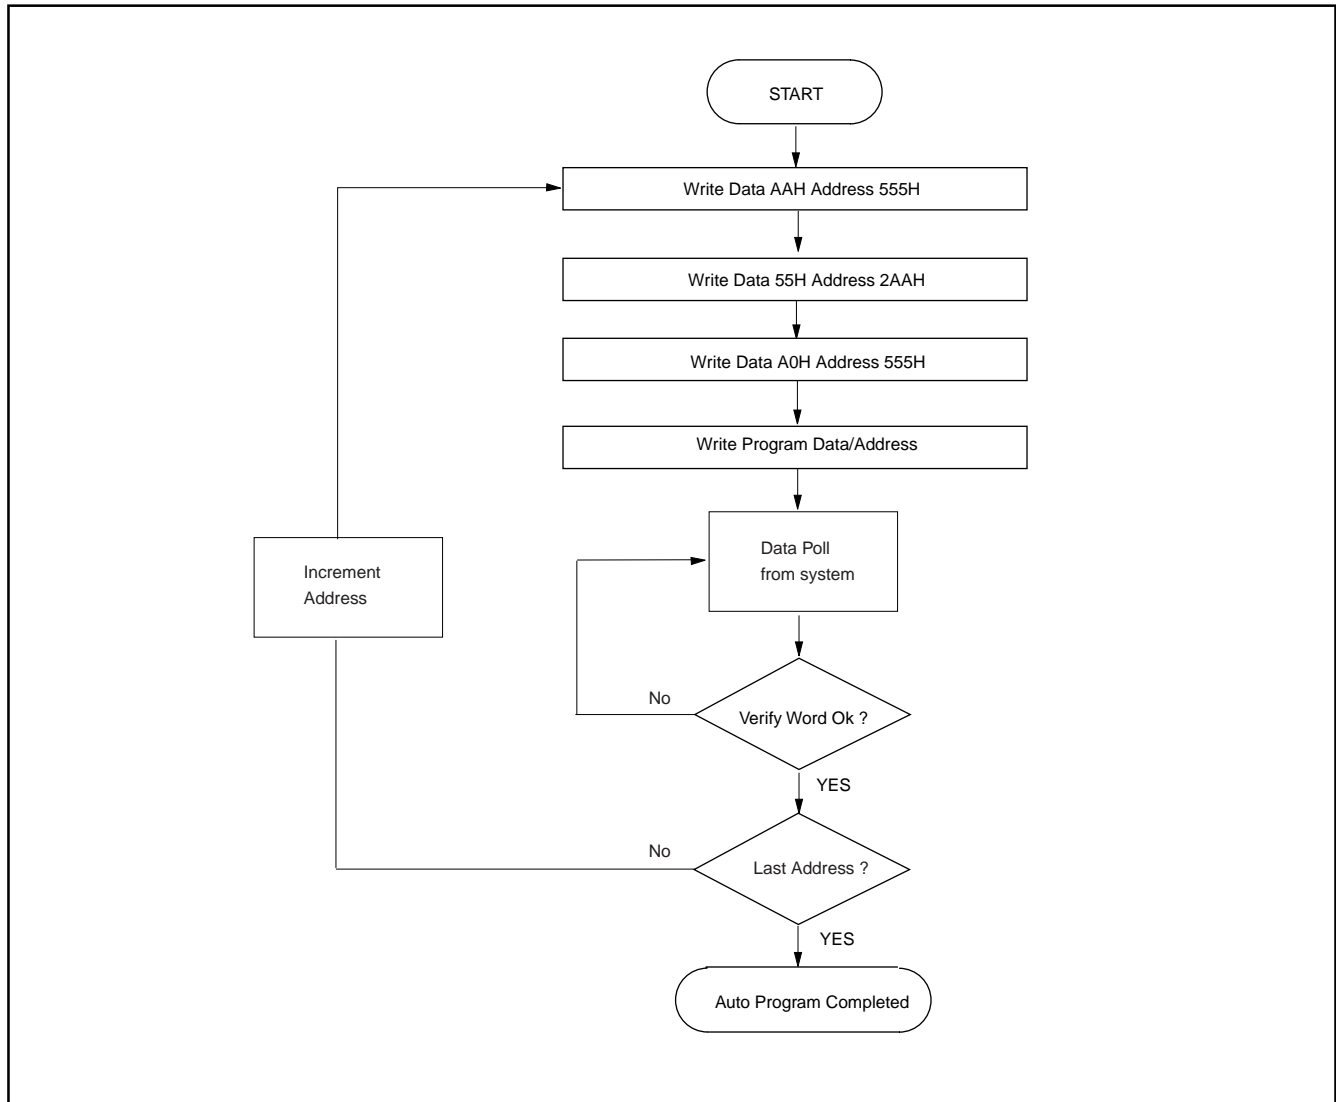 START
Write Data AAH Address 555H
Write Data 55H Address 2AAH
Write Data A0H Address 555H
Write Program Data/Address
Data Poll
from system
Increment
Address
No
Verify Word Ok ?
YES
No
Last Address ?
YES
Auto Program Completed